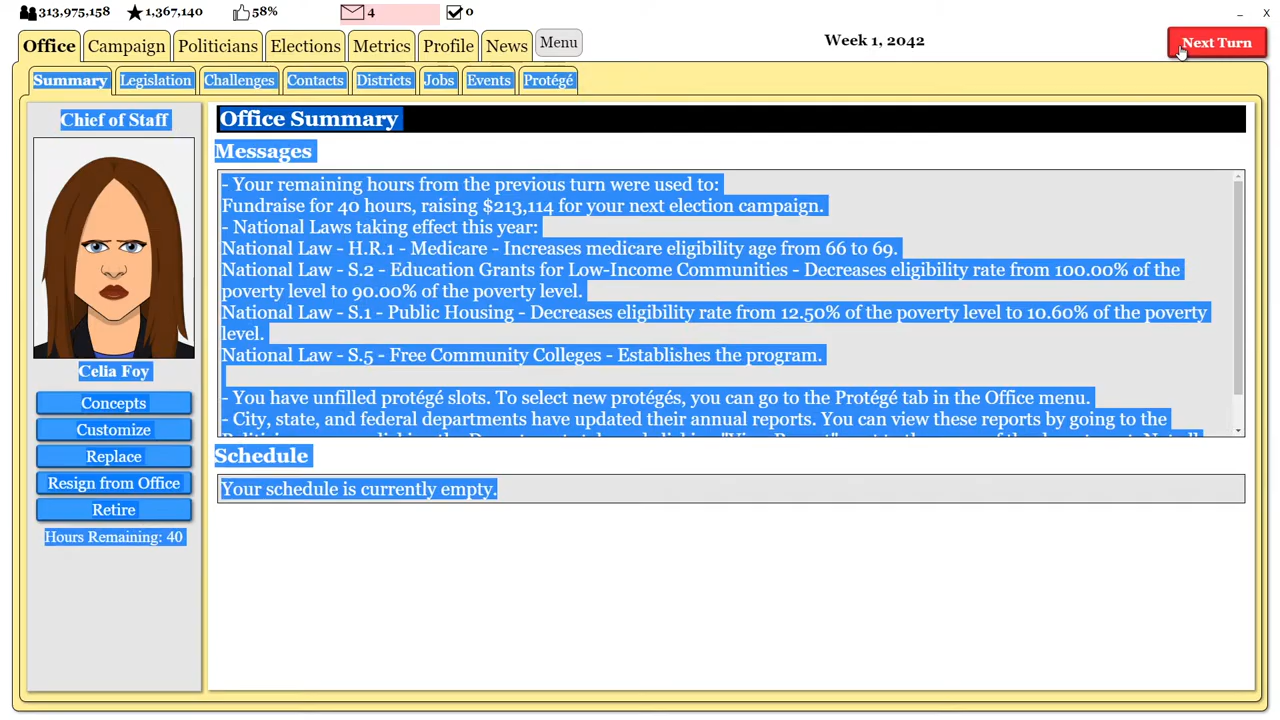 313,975,158 1,367,140 58% 4 0
_ X
Office Campaign Politicians Elections Metrics Profile News Menu
Week 1, 2042
Next Turn
Summary Legislation Challenges Contacts Districts Jobs Events Protégé
Chief of Staff
Celia Foy
Concepts
Customize
Replace
Resign from Office
Retire
Hours Remaining: 40
Office Summary
Messages
- Your remaining hours from the previous turn were used to:
Fundraise for 40 hours, raising $213,114 for your next election campaign.
- National Laws taking effect this year:
National Law - H.R.1 - Medicare - Increases medicare eligibility age from 66 to 69.
National Law - S.2 - Education Grants for Low-Income Communities - Decreases eligibility rate from 100.00% of the
poverty level to 90.00% of the poverty level.
National Law - S.1 - Public Housing - Decreases eligibility rate from 12.50% of the poverty level to 10.60% of the poverty
level.
National Law - S.5 - Free Community Colleges - Establishes the program.
- You have unfilled protégé slots. To select new protégés, you can go to the Protégé tab in the Office menu.
- City, state, and federal departments have updated their annual reports. You can view these reports by going to the
Schedule
Your schedule is currently empty.